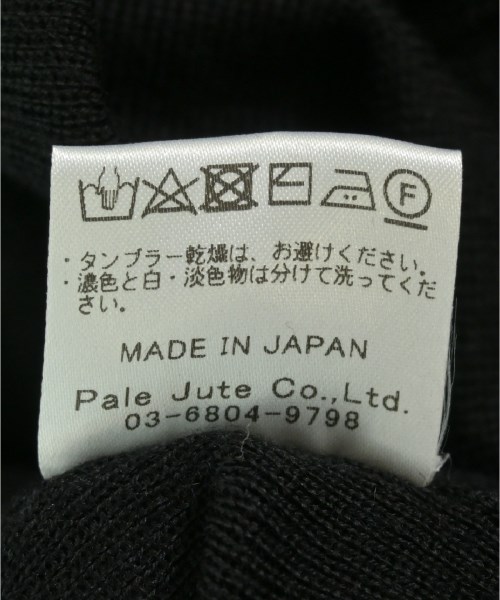 F
・タンブラー乾燥は、お避けください。
・濃色と白・淡色物は分けて洗ってくだ
さい。
MADE IN JAPAN
Pale Jute Co.,Ltd.
03-6804-9798